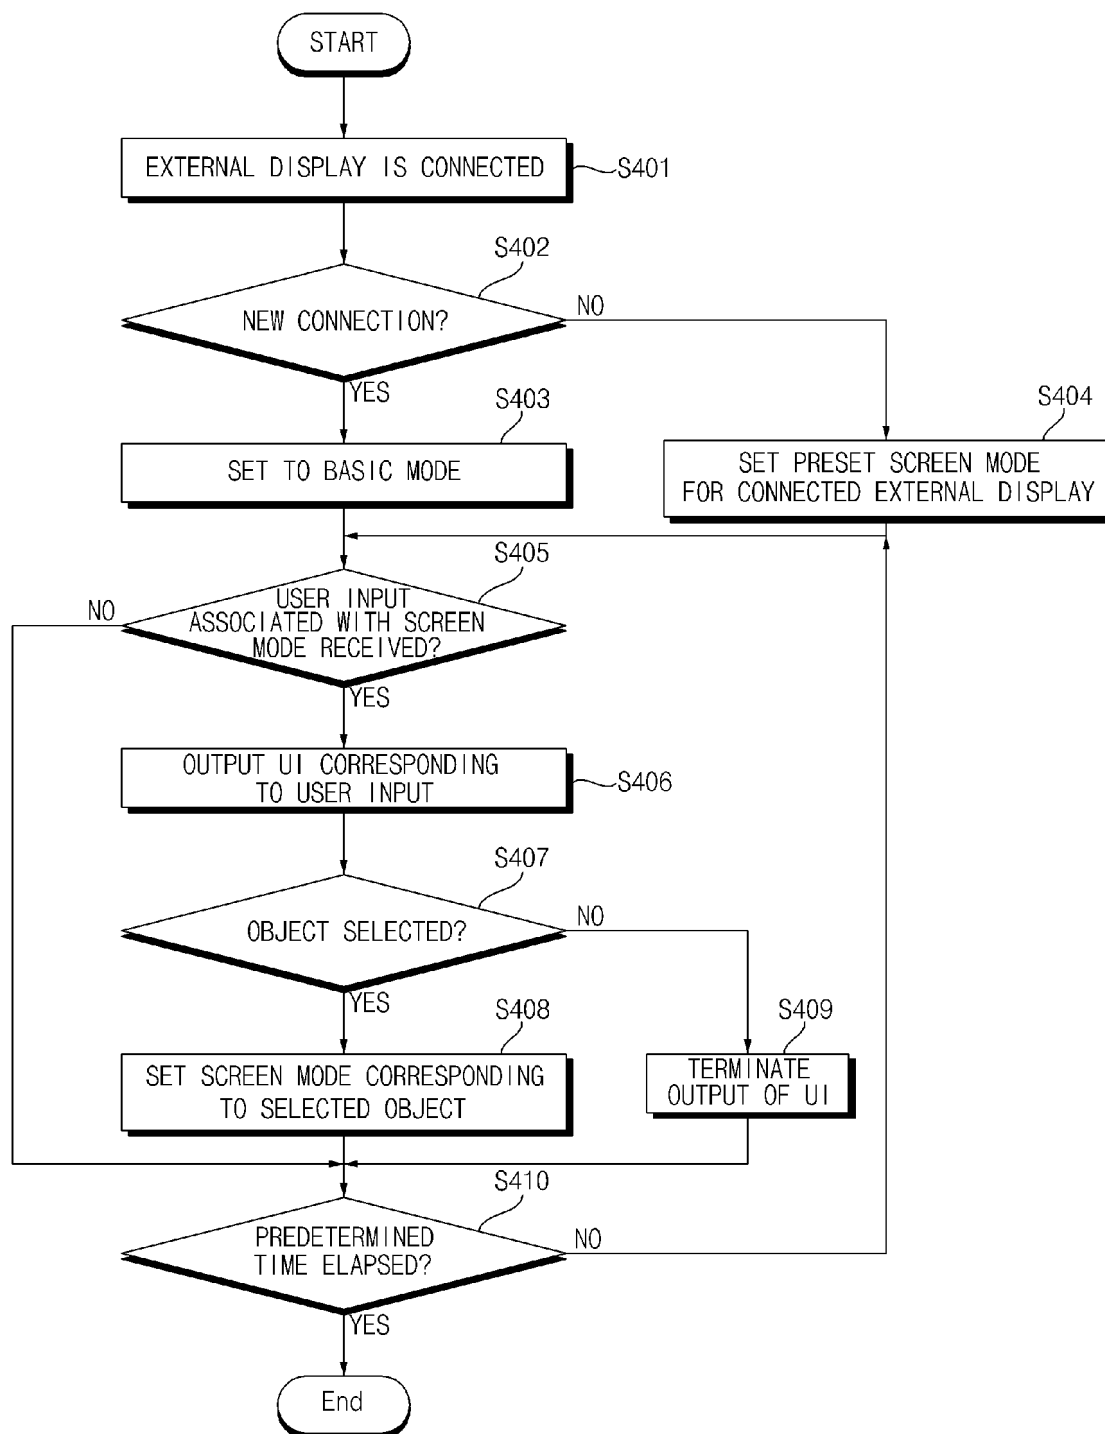 START
EXTERNAL DISPLAY IS CONNECTED
S401
S402
NEW CONNECTION?
NO
YES
S403
SET TO BASIC MODE
S404
SET PRESET SCREEN MODE
FOR CONNECTED EXTERNAL DISPLAY
S405
USER INPUT
ASSOCIATED WITH SCREEN
MODE RECEIVED?
NO
YES
OUTPUT UI CORRESPONDING
TO USER INPUT
S406
S407
OBJECT SELECTED?
NO
YES
S408
SET SCREEN MODE CORRESPONDING
TO SELECTED OBJECT
S409
TERMINATE
OUTPUT OF UI
S410
PREDETERMINED
TIME ELAPSED?
NO
YES
End